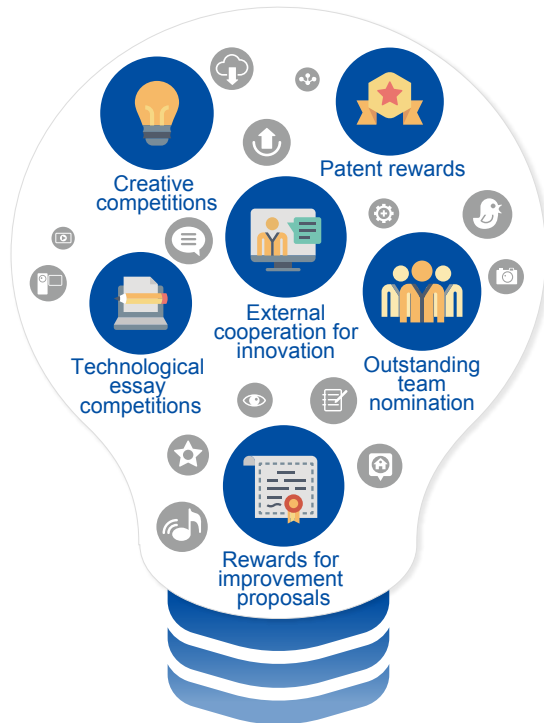 Creative
competitions
Patent rewards
External
cooperation for
innovation
Technological
essay
competitions
Outstanding
team
nomination
Rewards for
improvement
proposals